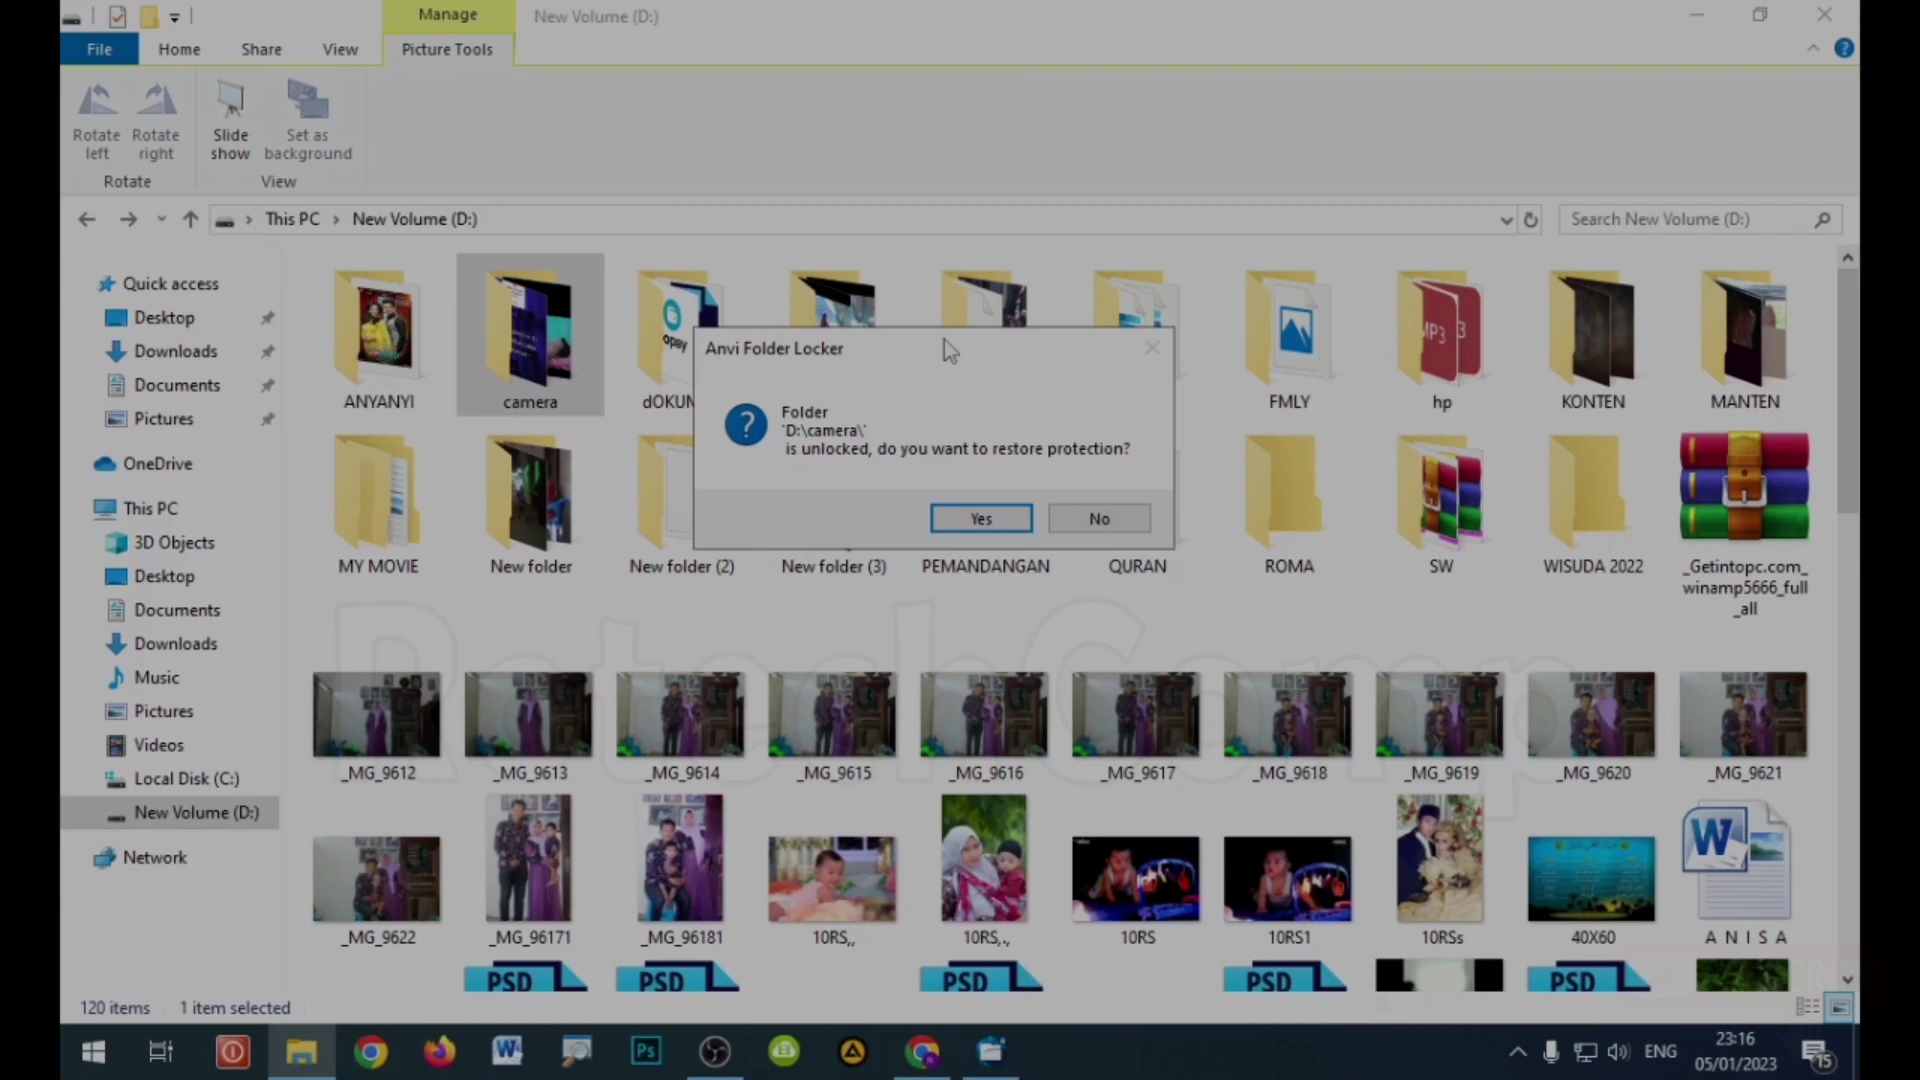 Manage
New Volume (D:)
File
Home
Share
View
Picture Tools
Rotate left
Rotate right
Slide show
Set as background
Rotate
View
This PC
New Volume (D:)
Search New Volume (D:)
Quick access
Desktop
Downloads
Documents
Pictures
OneDrive
This PC
3D Objects
Desktop
Documents
Downloads
Music
Pictures
Videos
Local Disk (C:)
New Volume (D:)
Network
ANYANYI
camera
FMLY
hp
KONTEN
MANTEN
Anvi Folder Locker
Folder
`D:\camera\`
is unlocked, do you want to restore protection?
Yes
No
MY MOVIE
New folder
New folder (2)
New folder (3)
PEMANDANGAN
QURAN
ROMA
SW
WISUDA 2022
_Getintopc.com_
winamp5666_full
_all
RotechComp
_MG_9612
_MG_9613
_MG_9614
_MG_9615
_MG_9616
_MG_9617
_MG_9618
_MG_9619
_MG_9620
_MG_9621
_MG_9622
_MG_96171
_MG_96181
10RS,,
10RS,.,
10RS
10RS1
10RSs
40X60
A N I S A
PSD
PSD
PSD
PSD
PSD
120 items
1 item selected
ENG
23:16
05/01/2023
15